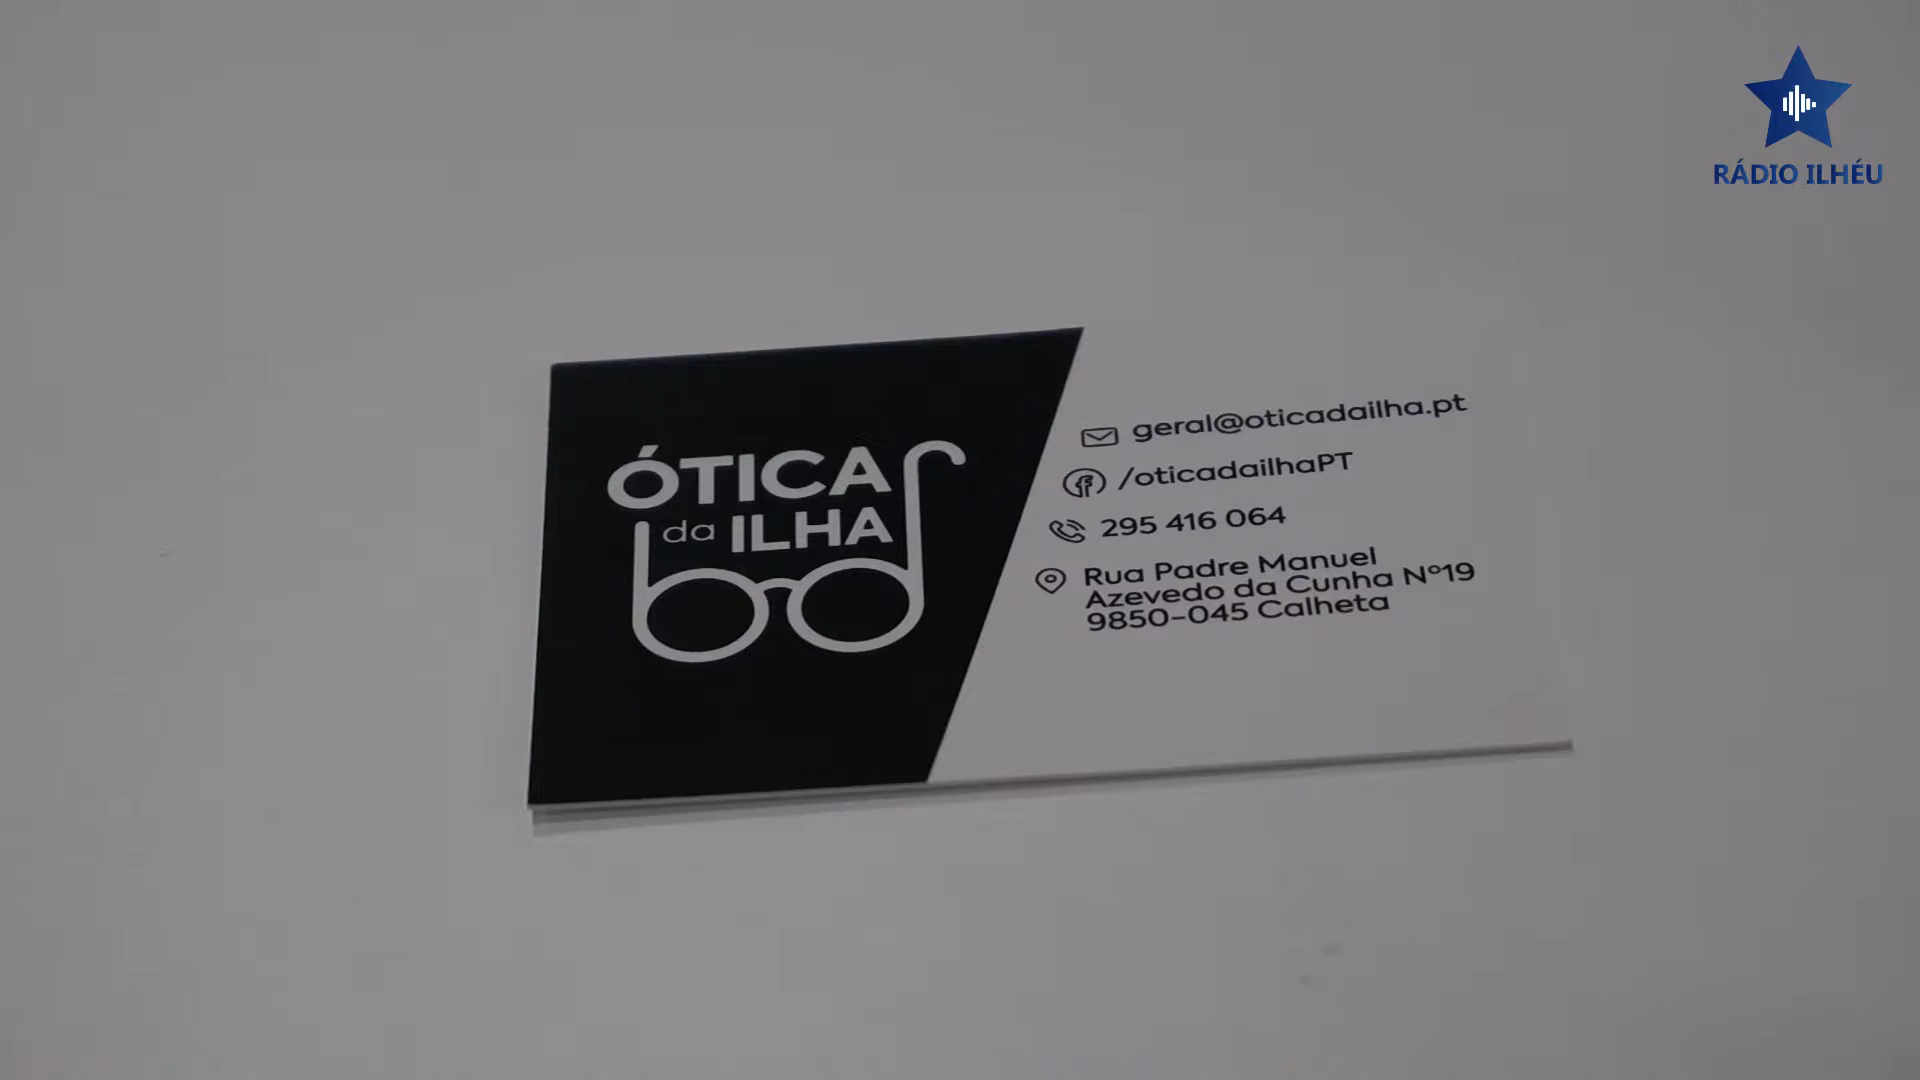 RÁDIO ILHÉU
ÓTICA
da ILHA
geral@oticadailha.pt
/oticadailhaPT
295 416 064
Rua Padre Manuel
Azevedo da Cunha Nº19
9850-045 Calheta